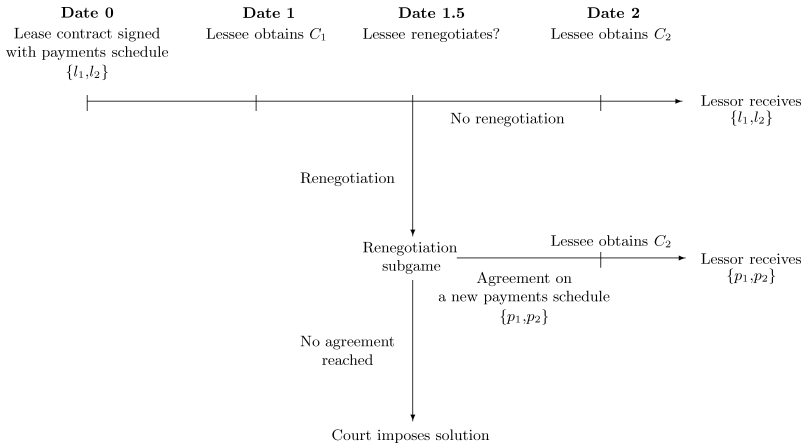 Date 0
Lease contract signed
with payments schedule
{l₁,l₂}
Date 1
Lessee obtains C₁
Date 1.5
Lessee renegotiates?
Date 2
Lessee obtains C₂
No renegotiation
Lessor receives
{l₁,l₂}
Renegotiation
Renegotiation
subgame
Lessee obtains C₂
Agreement on
a new payments schedule
{p₁,p₂}
Lessor receives
{p₁,p₂}
No agreement
reached
Court imposes solution